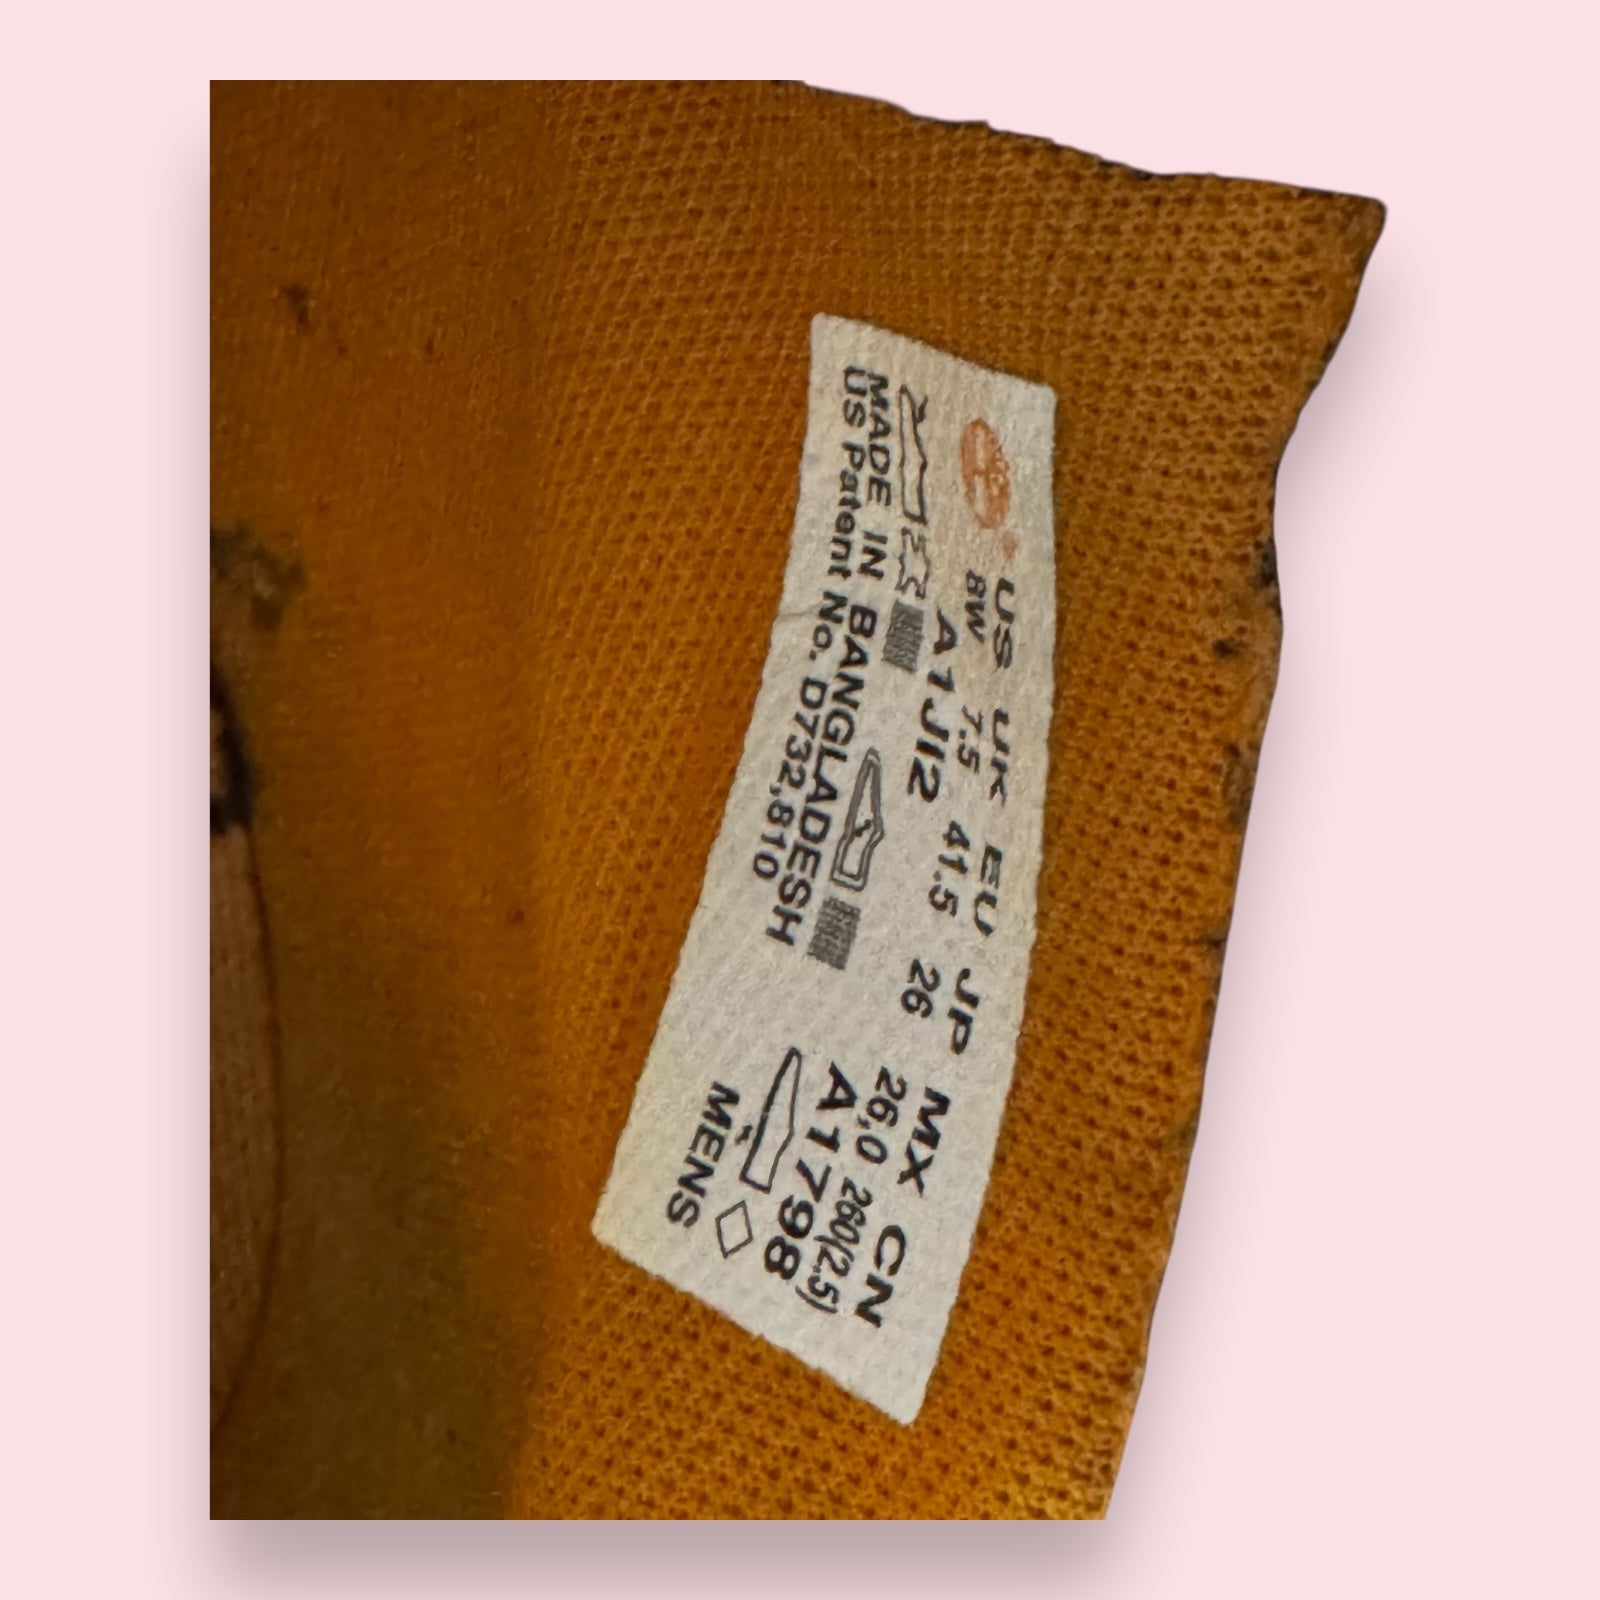 US UK EU JP MX CN
8W 7.5 41.5 26 26,0 260(2.5)
A1JI2 A1798
MADE IN BANGLADESH
US Patent No. D732,810
MENS